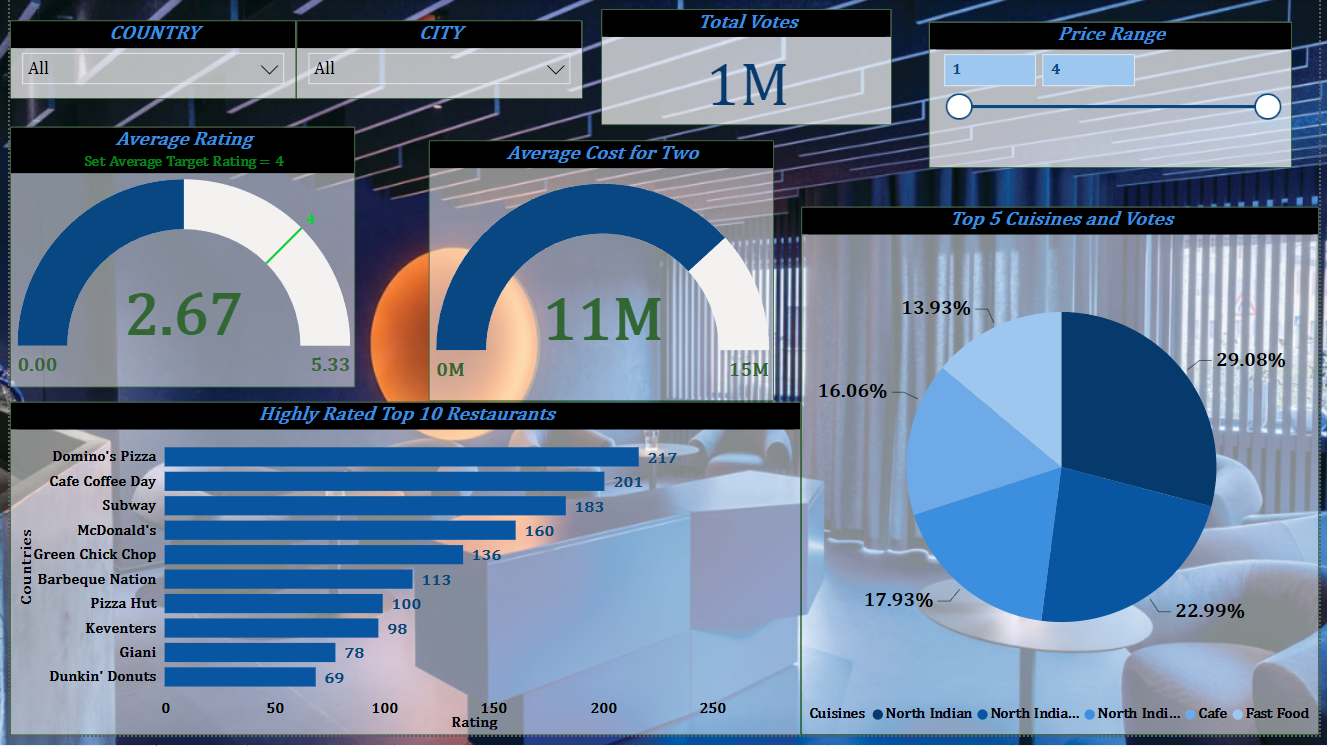 COUNTRY
All
CITY
All
Total Votes
1M
Price Range
1
4
Average Rating
Set Average Target Rating = 4
4
2.67
0.00
5.33
Average Cost for Two
11M
0M
15M
Highly Rated Top 10 Restaurants
Countries
Domino's Pizza 217
Cafe Coffee Day 201
Subway 183
McDonald's 160
Green Chick Chop 136
Barbeque Nation 113
Pizza Hut 100
Keventers 98
Giani 78
Dunkin' Donuts 69
0 50 100 150 200 250
Rating
Top 5 Cuisines and Votes
13.93%
29.08%
16.06%
17.93%
22.99%
Cuisines North Indian North India... North Indi... Cafe Fast Food